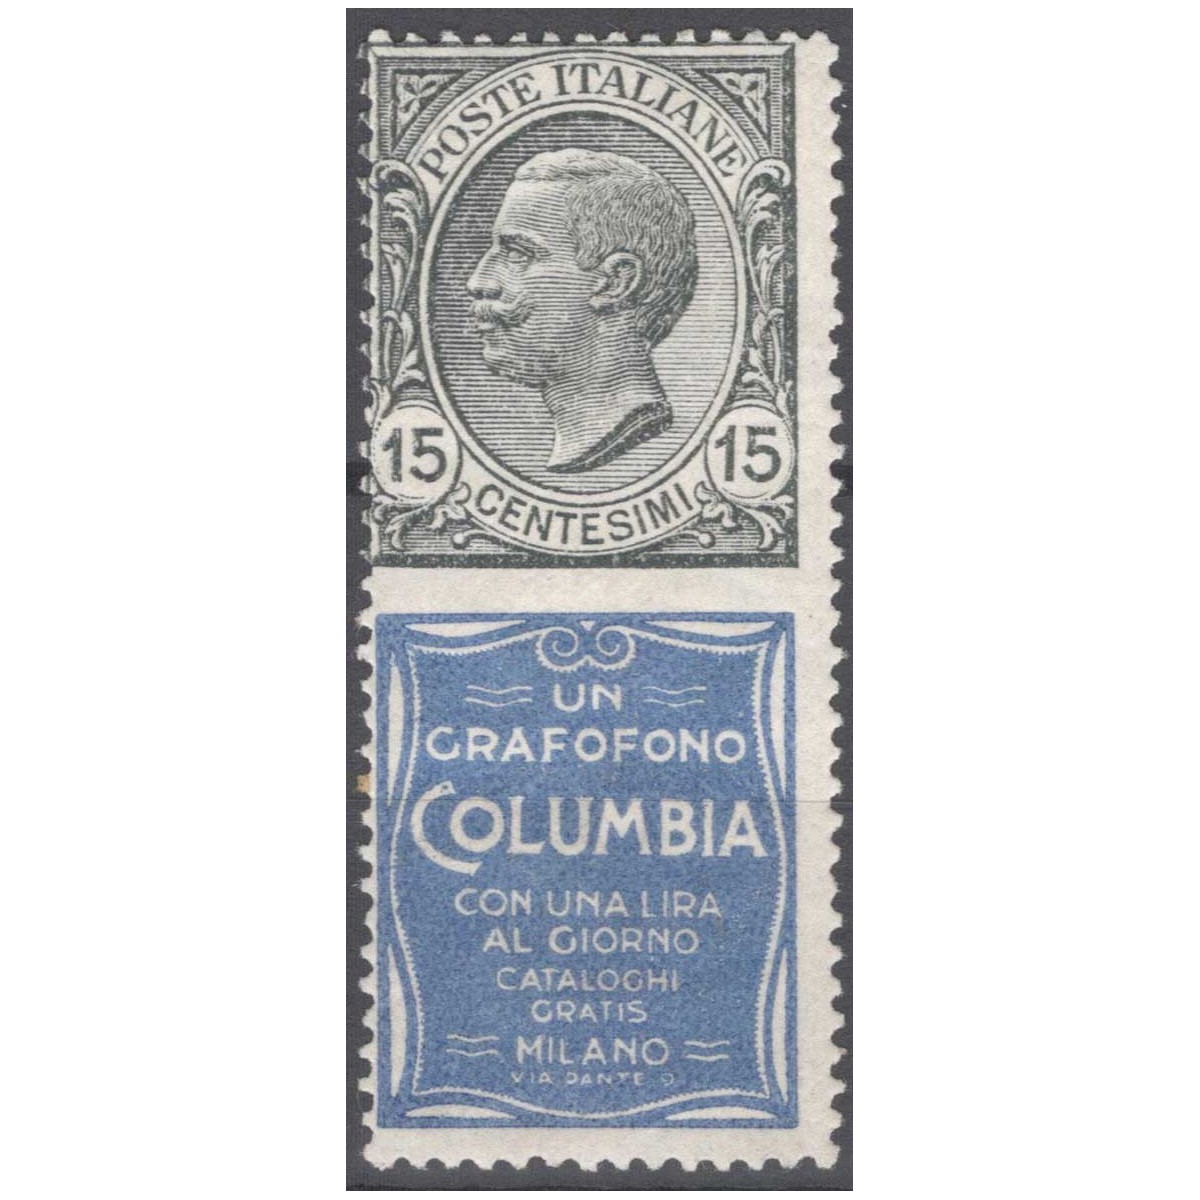 POSTE ITALIANE
15 15
CENTESIMI
UN
GRAFOFONO
COLUMBIA
CON UNA LIRA
AL GIORNO
CATALOGHI
GRATIS
MILANO
VIA DANTE 9